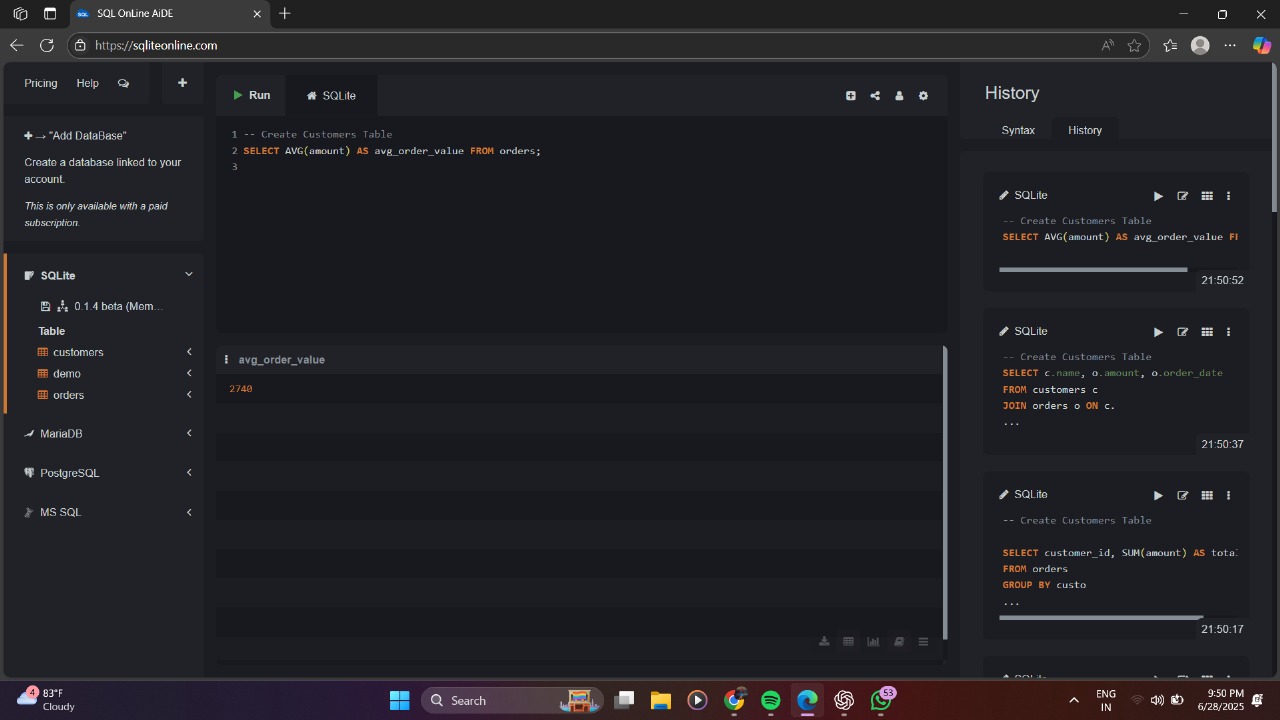 SQL OnLine AiDE
https://sqliteonline.com
Pricing Help
"Add DataBase"
Create a database linked to your
account.
This is only available with a paid
subscription.
SQLite
0.1.4 beta (Mem...
Table
customers
demo
orders
MariaDB
PostgreSQL
MS SQL
Run
SQLite
1 -- Create Customers Table
2 SELECT AVG(amount) AS avg_order_value FROM orders;
3
avg_order_value
2740
History
Syntax History
SQLite
-- Create Customers Table
SELECT AVG(amount) AS avg_order_value
21:50:52
SQLite
-- Create Customers Table
SELECT c.name, o.amount, o.order_date
FROM customers c
JOIN orders o ON c.
...
21:50:37
SQLite
-- Create Customers Table
SELECT customer_id, SUM(amount) AS tota
FROM orders
GROUP BY custo
...
21:50:17
SQLite
4
83°F
Cloudy
Search
53
ENG
IN
9:50 PM
6/28/2025